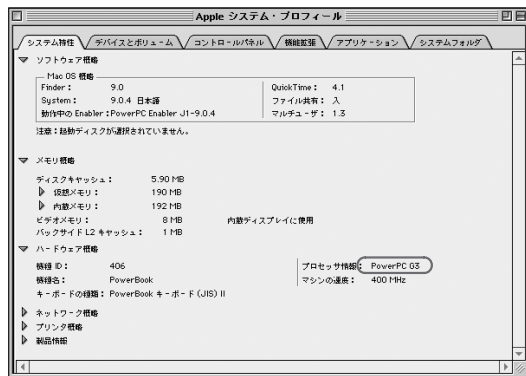 Apple システム・プロフィール
システム特性 デバイスとボリューム コントロールパネル 機能拡張 アプリケーション システムフォルダ
ソフトウェア概略
Mac OS 概略
Finder： 9.0 QuickTime： 4.1
System： 9.0.4 日本語 ファイル共有： 入
動作中の Enabler：PowerPC Enabler J1-9.0.4 マルチユーザ： 1.3
注意：起動ディスクが選択されていません。
メモリ概略
ディスクキャッシュ： 5.90 MB
仮想メモリ： 190 MB
内蔵メモリ： 192 MB
ビデオメモリ： 8 MB 内蔵ディスプレイに使用
バックサイド L2 キャッシュ： 1 MB
ハードウェア概略
機種 ID： 406 プロセッサ情報： PowerPC G3
機種名： PowerBook マシンの速度： 400 MHz
キーボードの種類： PowerBook キーボード (JIS) II
ネットワーク概略
プリンタ概略
製品情報